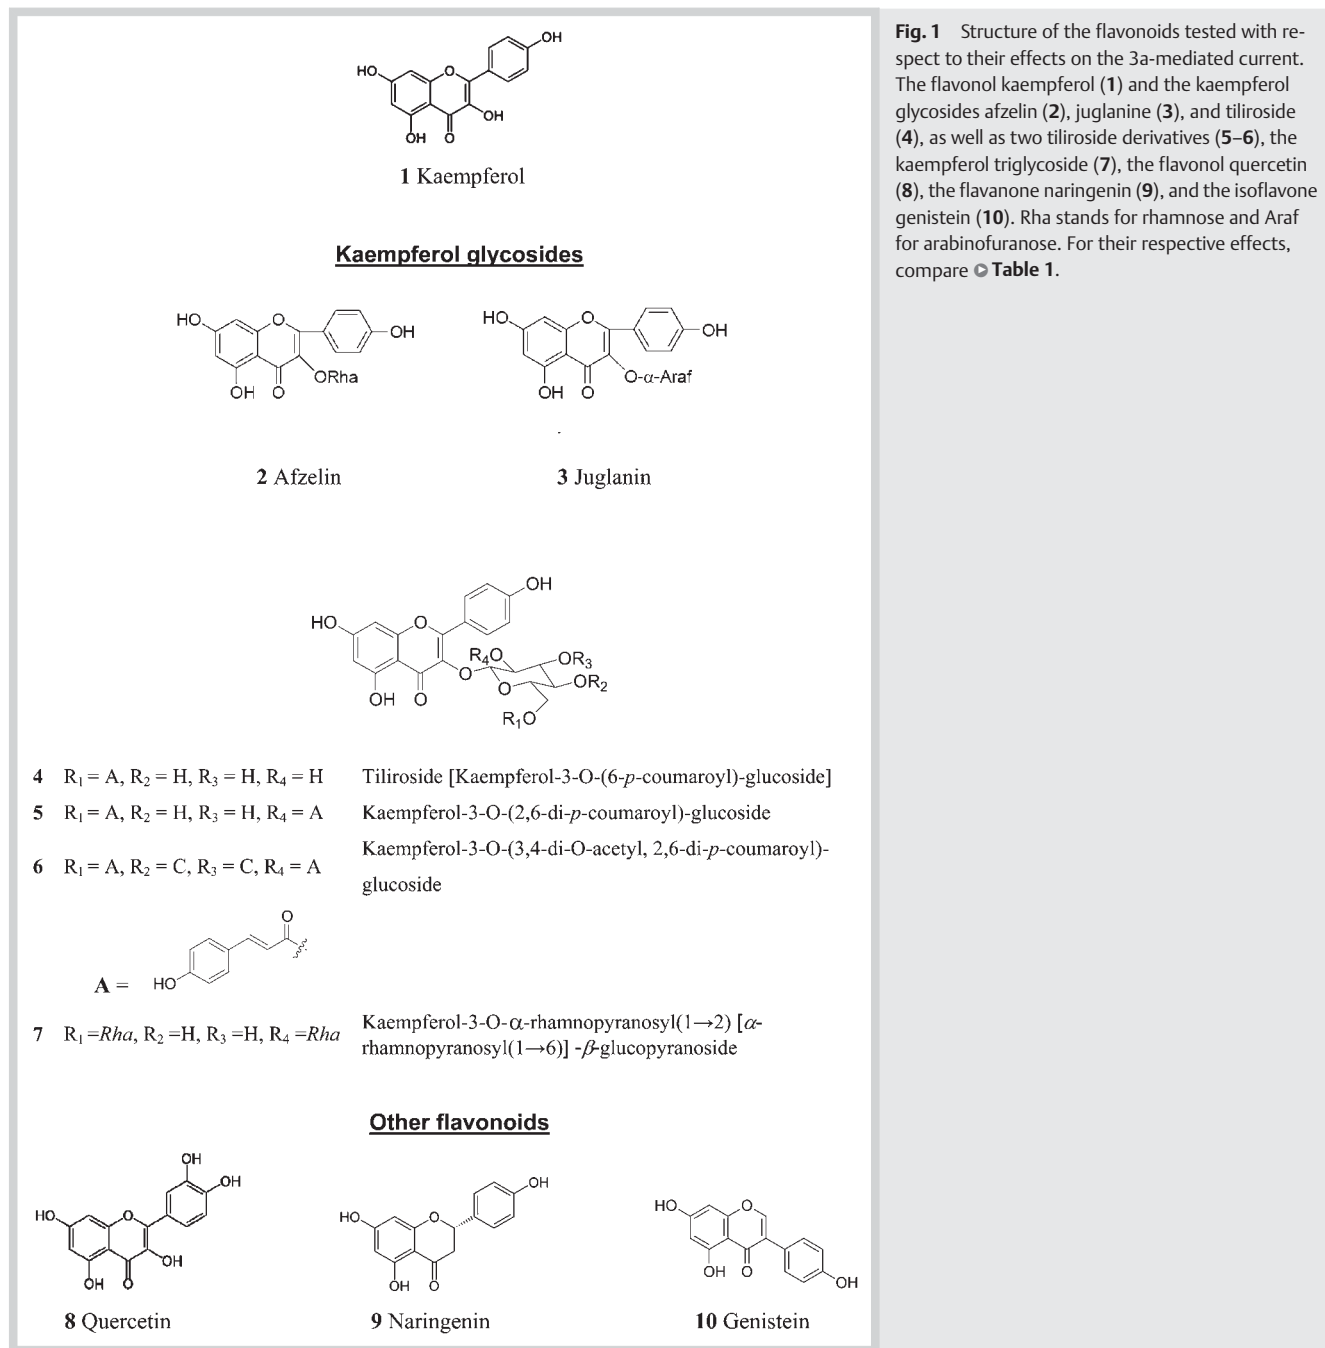 OH
HO
O
OH
OH
O
1 Kaempferol
Kaempferol glycosides
HO
O
OH
ORha
OH
O
2 Afzelin
HO
O
OH
O-α-Araf
OH
O
3 Juglanin
OH
HO
O
R₄O
OR₃
O
O
OR₂
OH
O
R₁O
4 R₁ = A, R₂ = H, R₃ = H, R₄ = H Tiliroside [Kaempferol-3-O-(6-p-coumaroyl)-glucoside]
5 R₁ = A, R₂ = H, R₃ = H, R₄ = A Kaempferol-3-O-(2,6-di-p-coumaroyl)-glucoside
6 R₁ = A, R₂ = C, R₃ = C, R₄ = A Kaempferol-3-O-(3,4-di-O-acetyl, 2,6-di-p-coumaroyl)-
glucoside
O
A = HO
7 R₁ =Rha, R₂ =H, R₃ =H, R₄ =Rha Kaempferol-3-O-α-rhamnopyranosyl(1→2) [α-
rhamnopyranosyl(1→6)] -β-glucopyranoside
Other flavonoids
OH
OH
HO
O
OH
OH
O
8 Quercetin
OH
HO
O
OH
O
9 Naringenin
HO
O
OH
O
OH
10 Genistein
Fig. 1 Structure of the flavonoids tested with re-
spect to their effects on the 3a-mediated current.
The flavonol kaempferol (1) and the kaempferol
glycosides afzelin (2), juglanine (3), and tiliroside
(4), as well as two tiliroside derivatives (5–6), the
kaempferol triglycoside (7), the flavonol quercetin
(8), the flavanone naringenin (9), and the isoflavone
genistein (10). Rha stands for rhamnose and Araf
for arabinofuranose. For their respective effects,
compare Table 1.